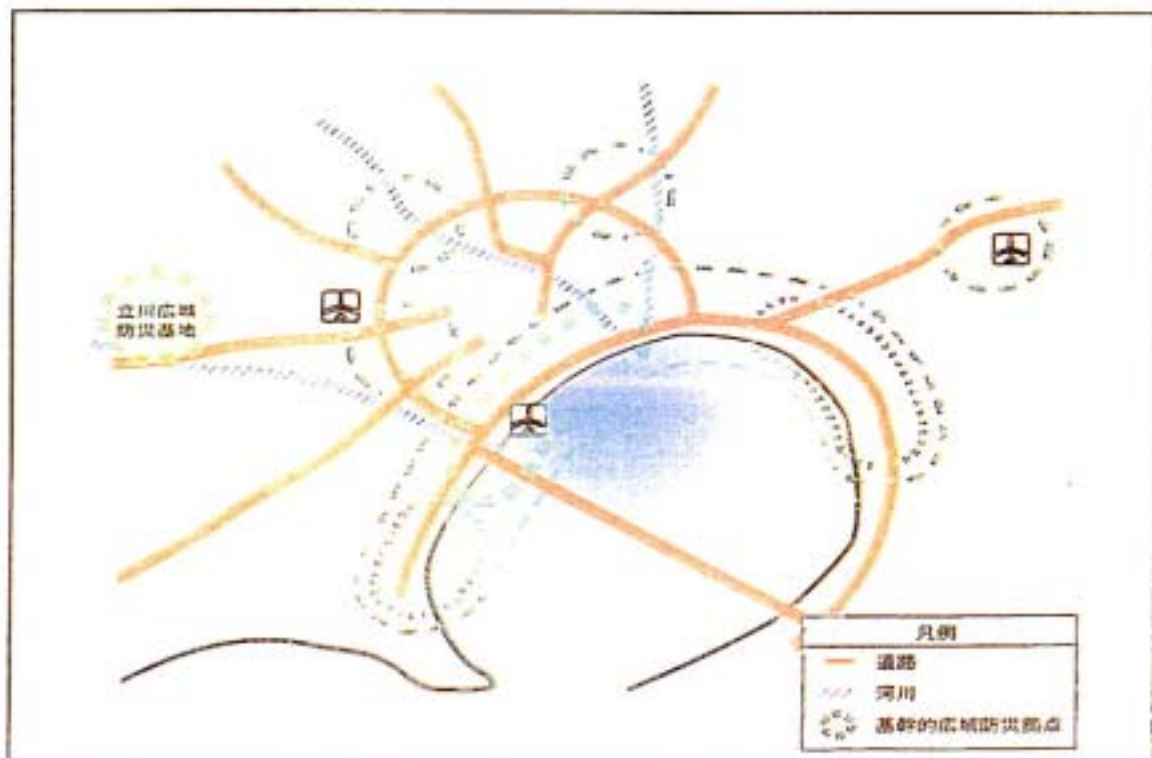 立川広域
防災基地
凡例
道路
河川
基幹的広域防災拠点